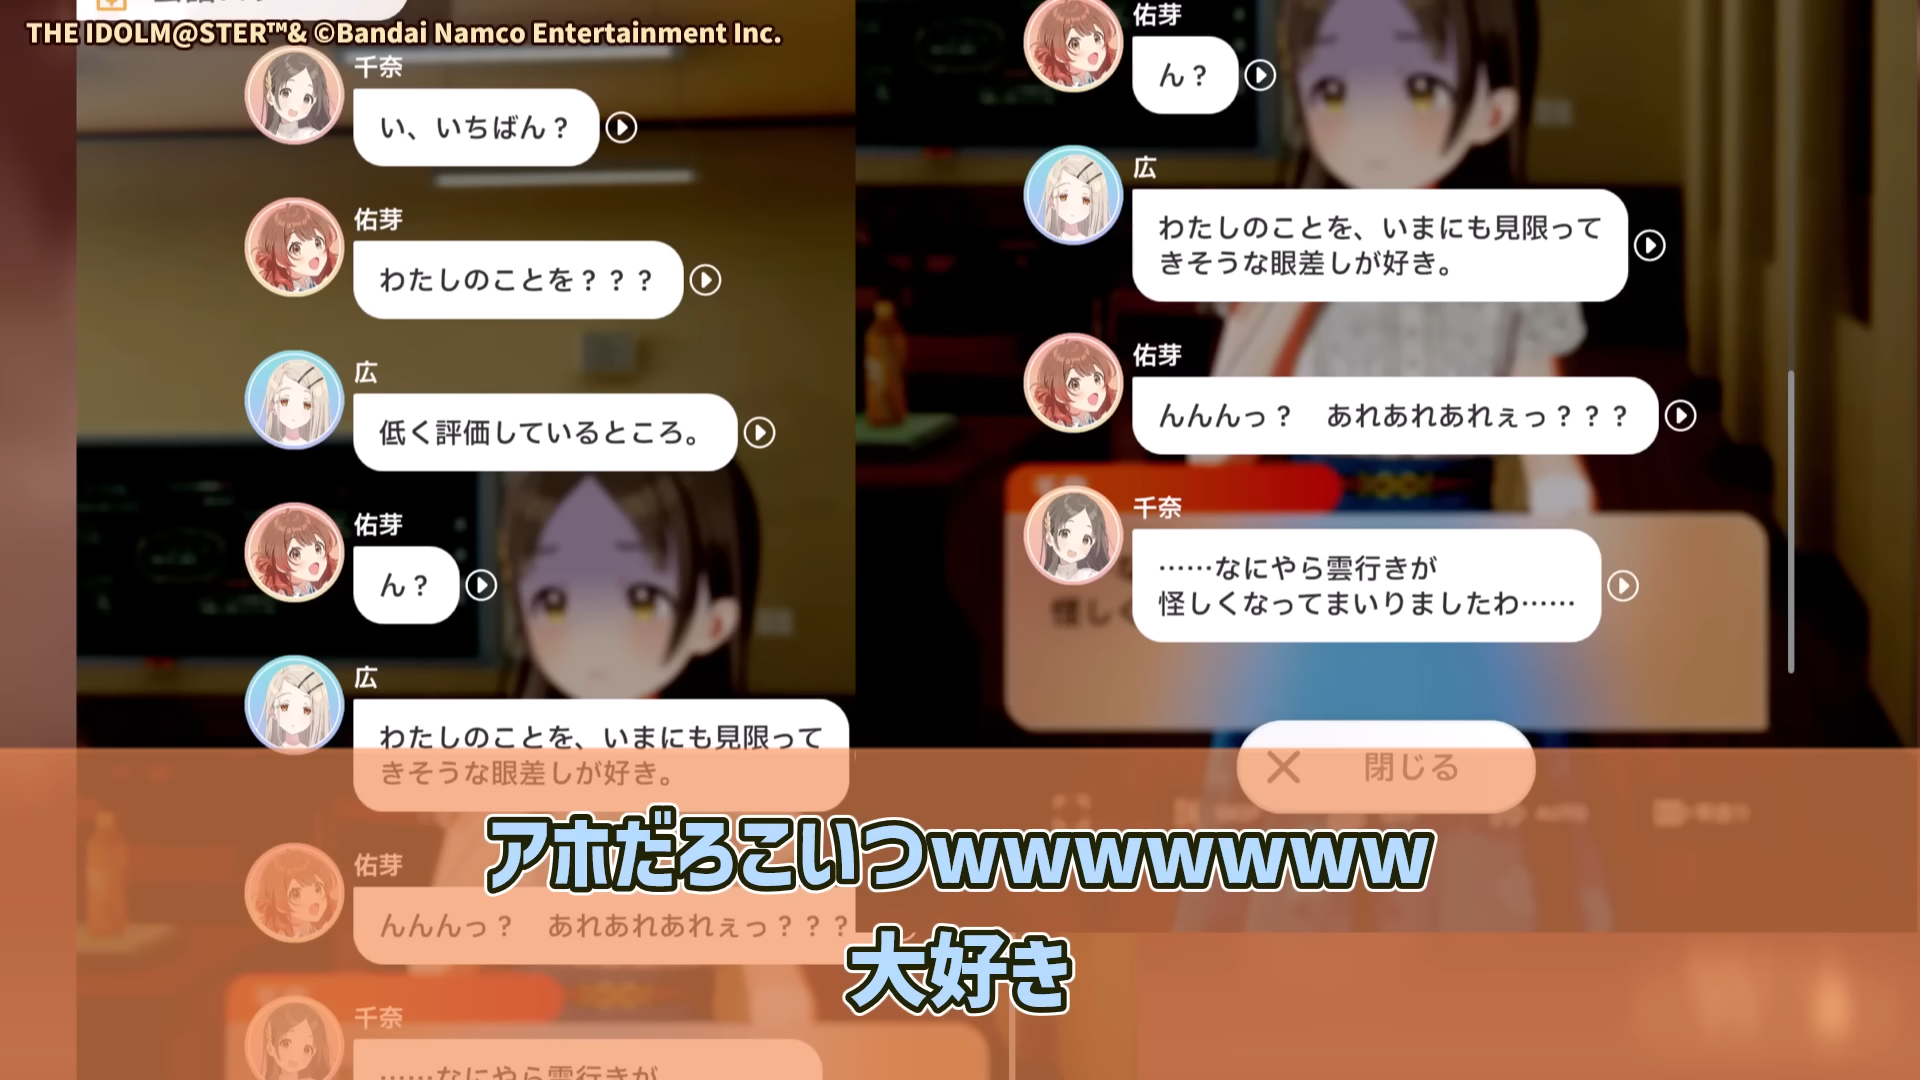 THE IDOLM@STER™& ©Bandai Namco Entertainment Inc.
千奈
い、いちばん？
佑芽
わたしのことを？？？
広
低く評価しているところ。
佑芽
ん？
広
わたしのことを、いまにも見限って
きそうな眼差しが好き。
佑芽
んんんっ？　あれあれあれぇっ？？？
千奈
……なにやら雲行きが
佑芽
ん？
広
わたしのことを、いまにも見限って
きそうな眼差しが好き。
佑芽
んんんっ？　あれあれあれぇっ？？？
千奈
……なにやら雲行きが
怪しくなってまいりましたわ……
閉じる
アホだろこいつwwwwwwww
大好き